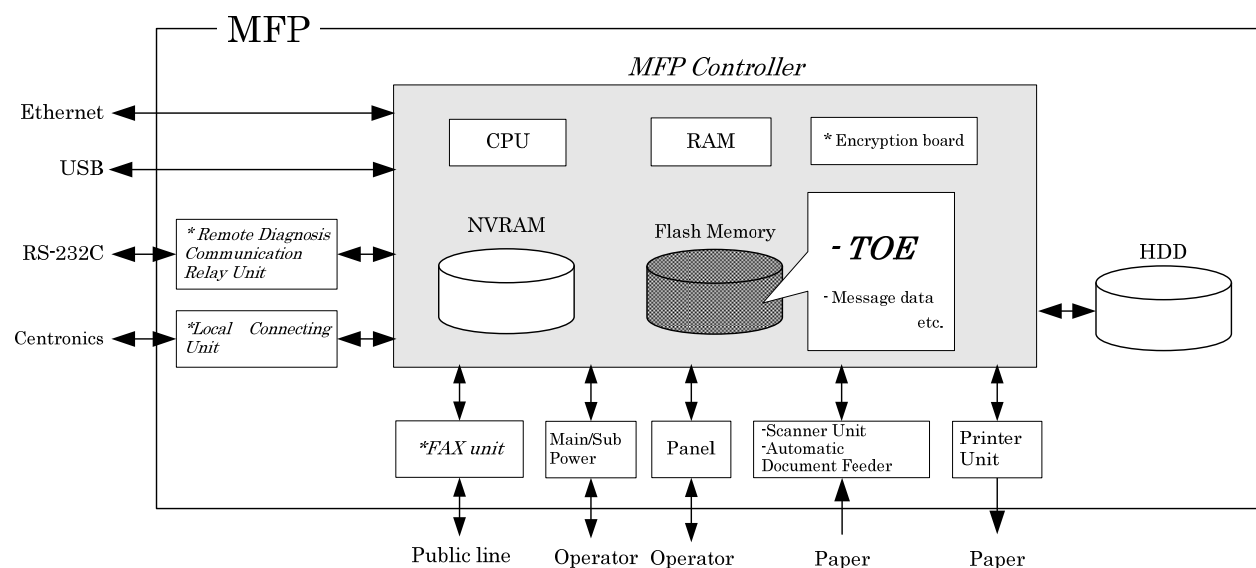 MFP
MFP Controller
Ethernet
CPU
RAM
* Encryption board
USB
NVRAM
Flash Memory
- TOE
- Message data
etc.
RS-232C
* Remote Diagnosis
Communication
Relay Unit
HDD
Centronics
*Local Connecting
Unit
*FAX unit
Main/Sub
Power
Panel
-Scanner Unit
-Automatic
Document Feeder
Printer
Unit
Public line
Operator
Operator
Paper
Paper